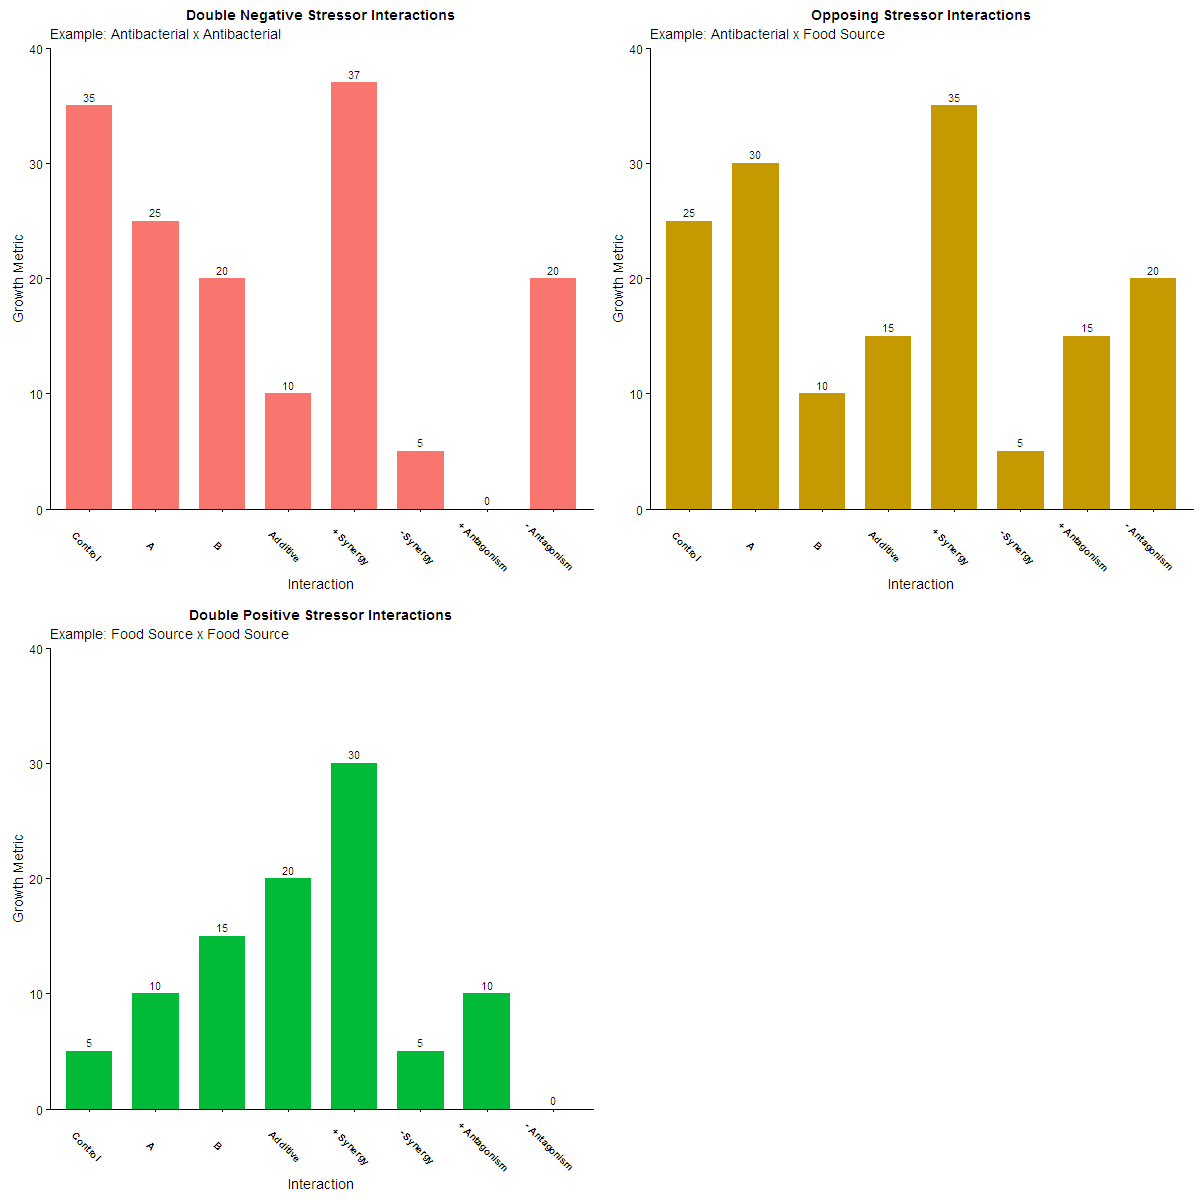 Double Negative Stressor Interactions
Example: Antibacterial x Antibacterial
40
30
20
10
0
Growth Metric
35
25
20
10
37
5
0
20
Control
A
B
Additive
+ Synergy
- Synergy
+ Antagonism
- Antagonism
Interaction
Opposing Stressor Interactions
Example: Antibacterial x Food Source
40
30
20
10
0
Growth Metric
25
30
10
15
35
5
15
20
Control
A
B
Additive
+ Synergy
- Synergy
+ Antagonism
- Antagonism
Interaction
Double Positive Stressor Interactions
Example: Food Source x Food Source
40
30
20
10
0
Growth Metric
5
10
15
20
30
5
10
0
Control
A
B
Additive
+ Synergy
- Synergy
+ Antagonism
- Antagonism
Interaction